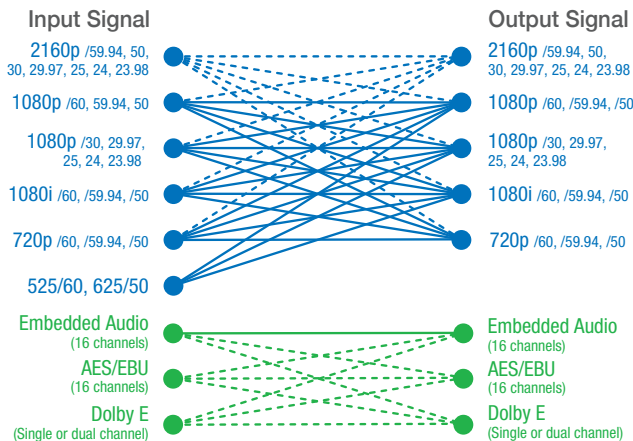 Input Signal
2160p /59.94, 50,
30, 29.97, 25, 24, 23.98
1080p /60, 59.94, 50
1080p /30, 29.97,
25, 24, 23.98
1080i /60, /59.94, /50
720p /60, /59.94, /50
525/60, 625/50
Embedded Audio
(16 channels)
AES/EBU
(16 channels)
Dolby E
(Single or dual channel)
Output Signal
2160p /59.94, 50,
30, 29.97, 25, 24, 23.98
1080p /60, /59.94, /50
1080p /30, 29.97,
25, 24, 23.98
1080i /60, /59.94, /50
720p /60, /59.94, /50
Embedded Audio
(16 channels)
AES/EBU
(16 channels)
Dolby E
(Single or dual channel)